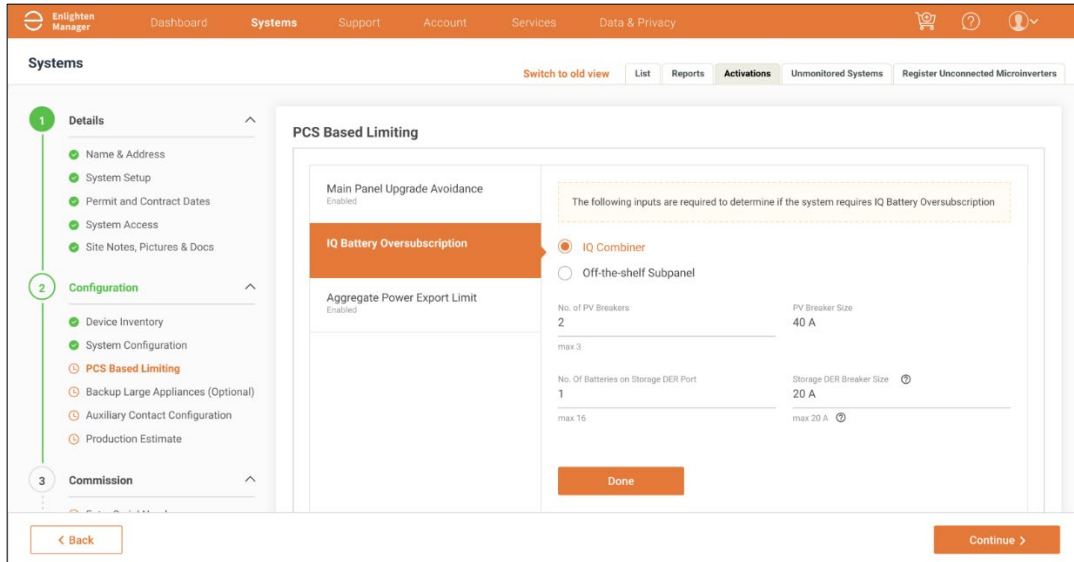 Enlighten
Manager
Dashboard
Systems
Support
Account
Services
Data & Privacy
Systems
Switch to old view
List
Reports
Activations
Unmonitored Systems
Register Unconnected Microinverters
1
Details
Name & Address
System Setup
Permit and Contract Dates
System Access
Site Notes, Pictures & Docs
2
Configuration
Device Inventory
System Configuration
PCS Based Limiting
Backup Large Appliances (Optional)
Auxiliary Contact Configuration
Production Estimate
3
Commission
PCS Based Limiting
Main Panel Upgrade Avoidance
Enabled
IQ Battery Oversubscription
Aggregate Power Export Limit
Enabled
The following inputs are required to determine if the system requires IQ Battery Oversubscription
IQ Combiner
Off-the-shelf Subpanel
No. of PV Breakers
2
max 3
PV Breaker Size
40 A
No. Of Batteries on Storage DER Port
1
max 16
Storage DER Breaker Size ?
20 A
max 20 A ?
Done
< Back
Continue >